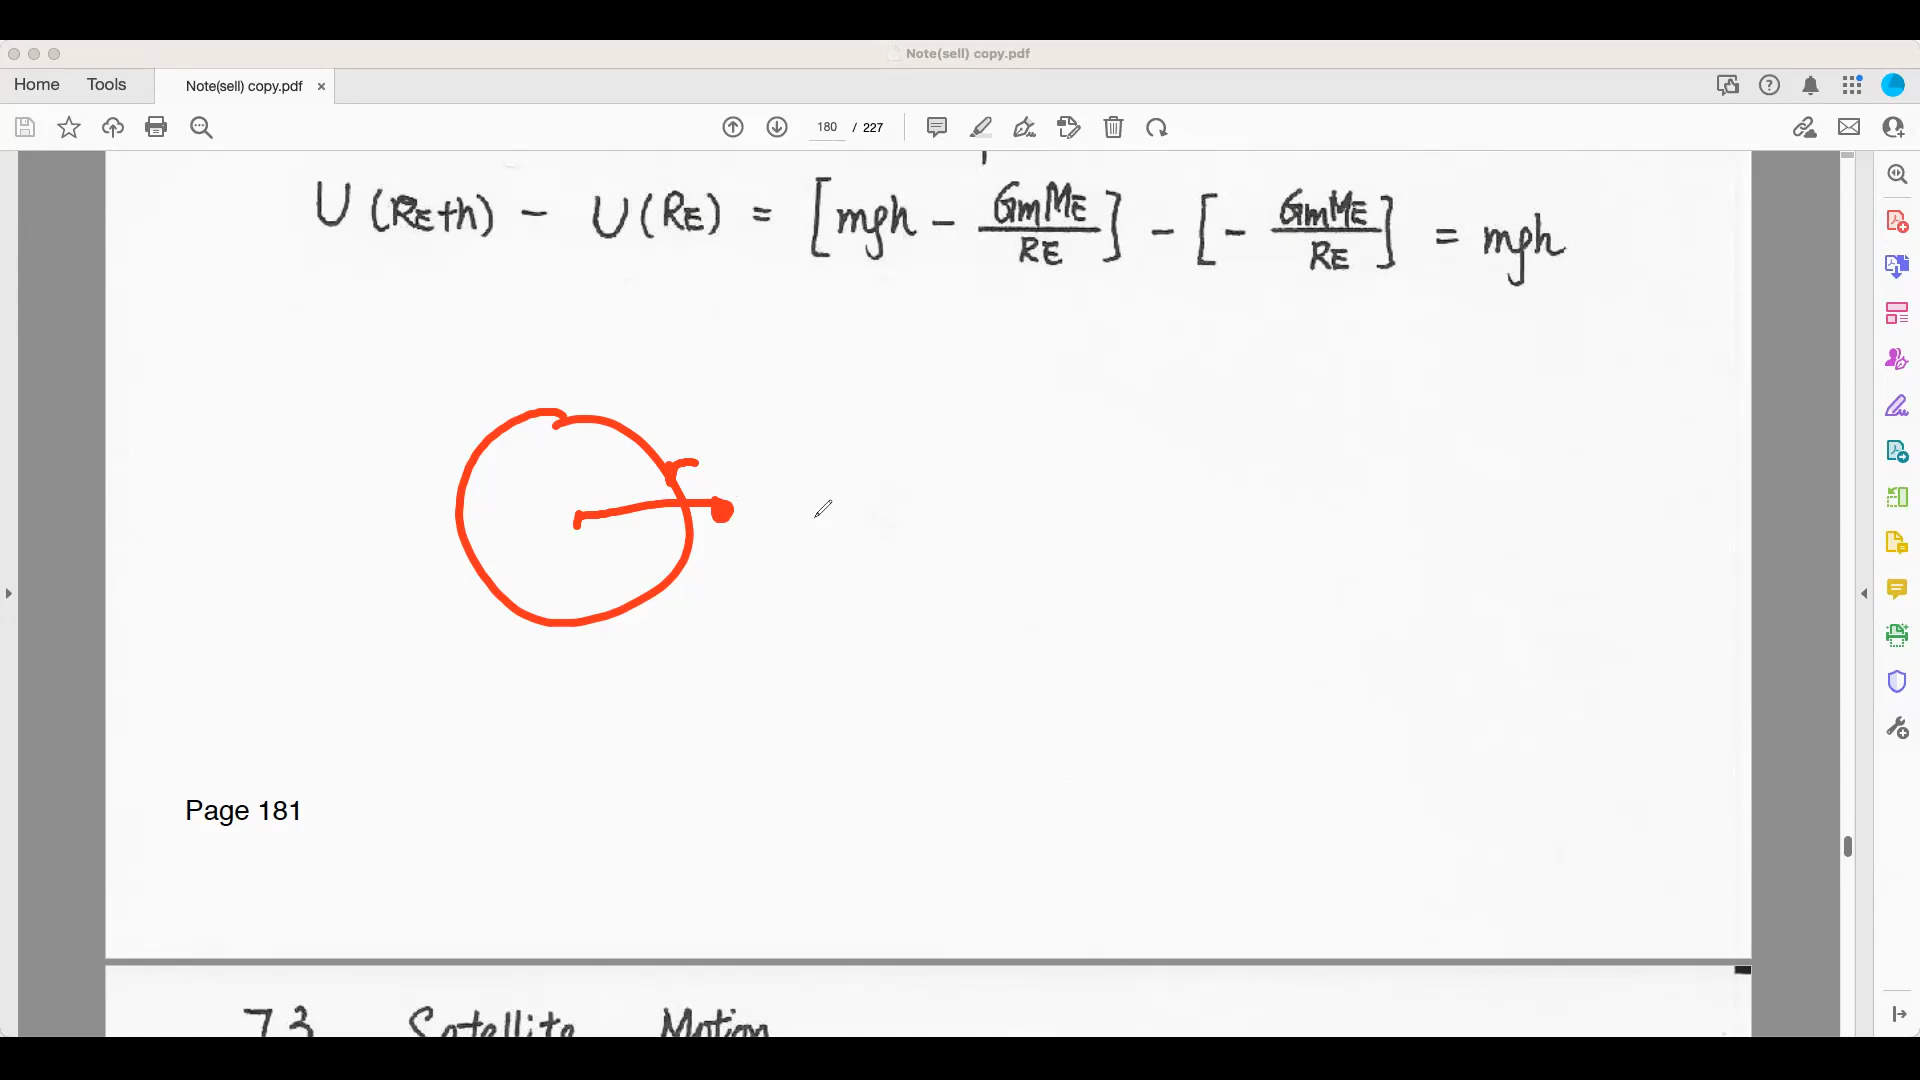 Note(sell) copy.pdf
Home Tools Note(sell) copy.pdf ×
180 / 227
U (RE+h) - U (RE) = [mgh - GmME/RE] - [- GmME/RE] = mgh
r
Page 181
7.3 Satellite Motion